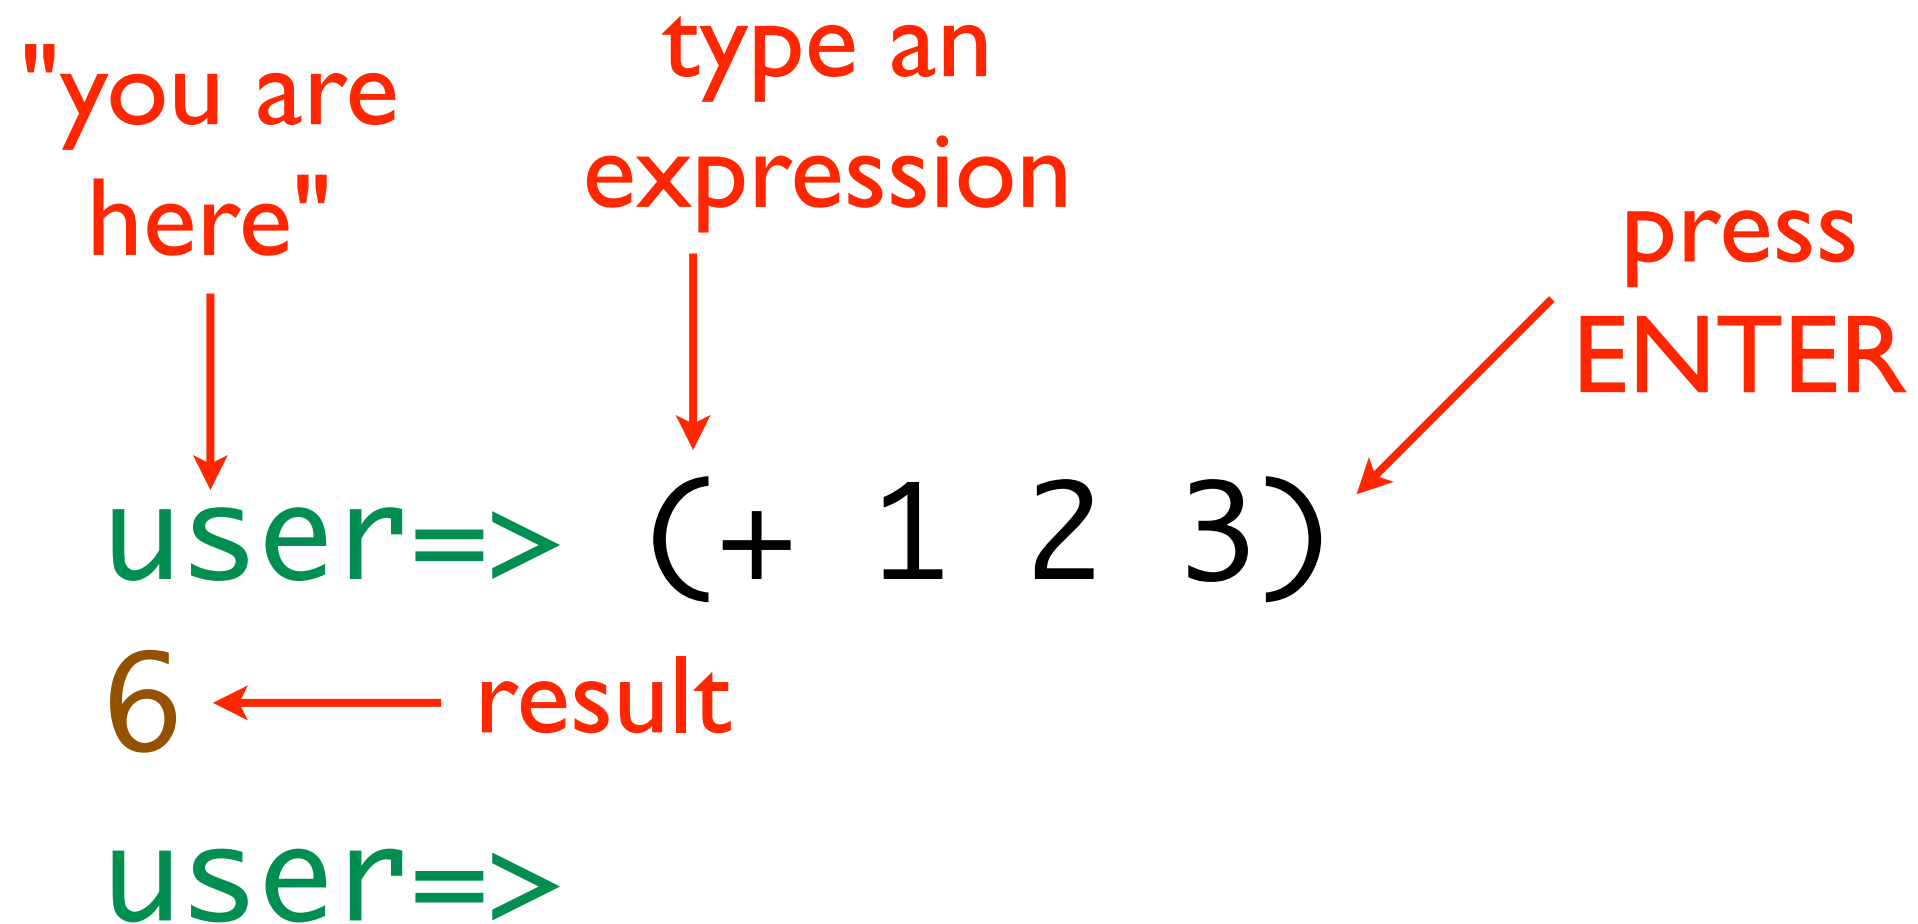 "you are
here"
type an
expression
press
ENTER
user=> (+ 1 2 3)
6
result
user=>